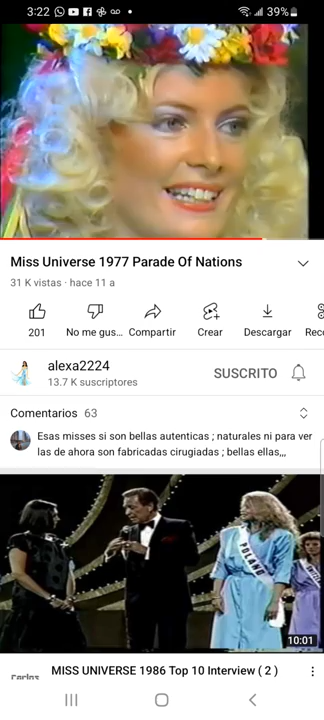 3:22 39%
Miss Universe 1977 Parade Of Nations
31 K vistas · hace 11 a
201 No me gus... Compartir Crear Descargar Reco
alexa2224
13.7 K suscriptores
SUSCRITO
Comentarios 63
Esas misses si son bellas autenticas ; naturales ni para ver
las de ahora son fabricadas cirugiadas ; bellas ellas,,,
POLAND
10:01
MISS UNIVERSE 1986 Top 10 Interview ( 2 )